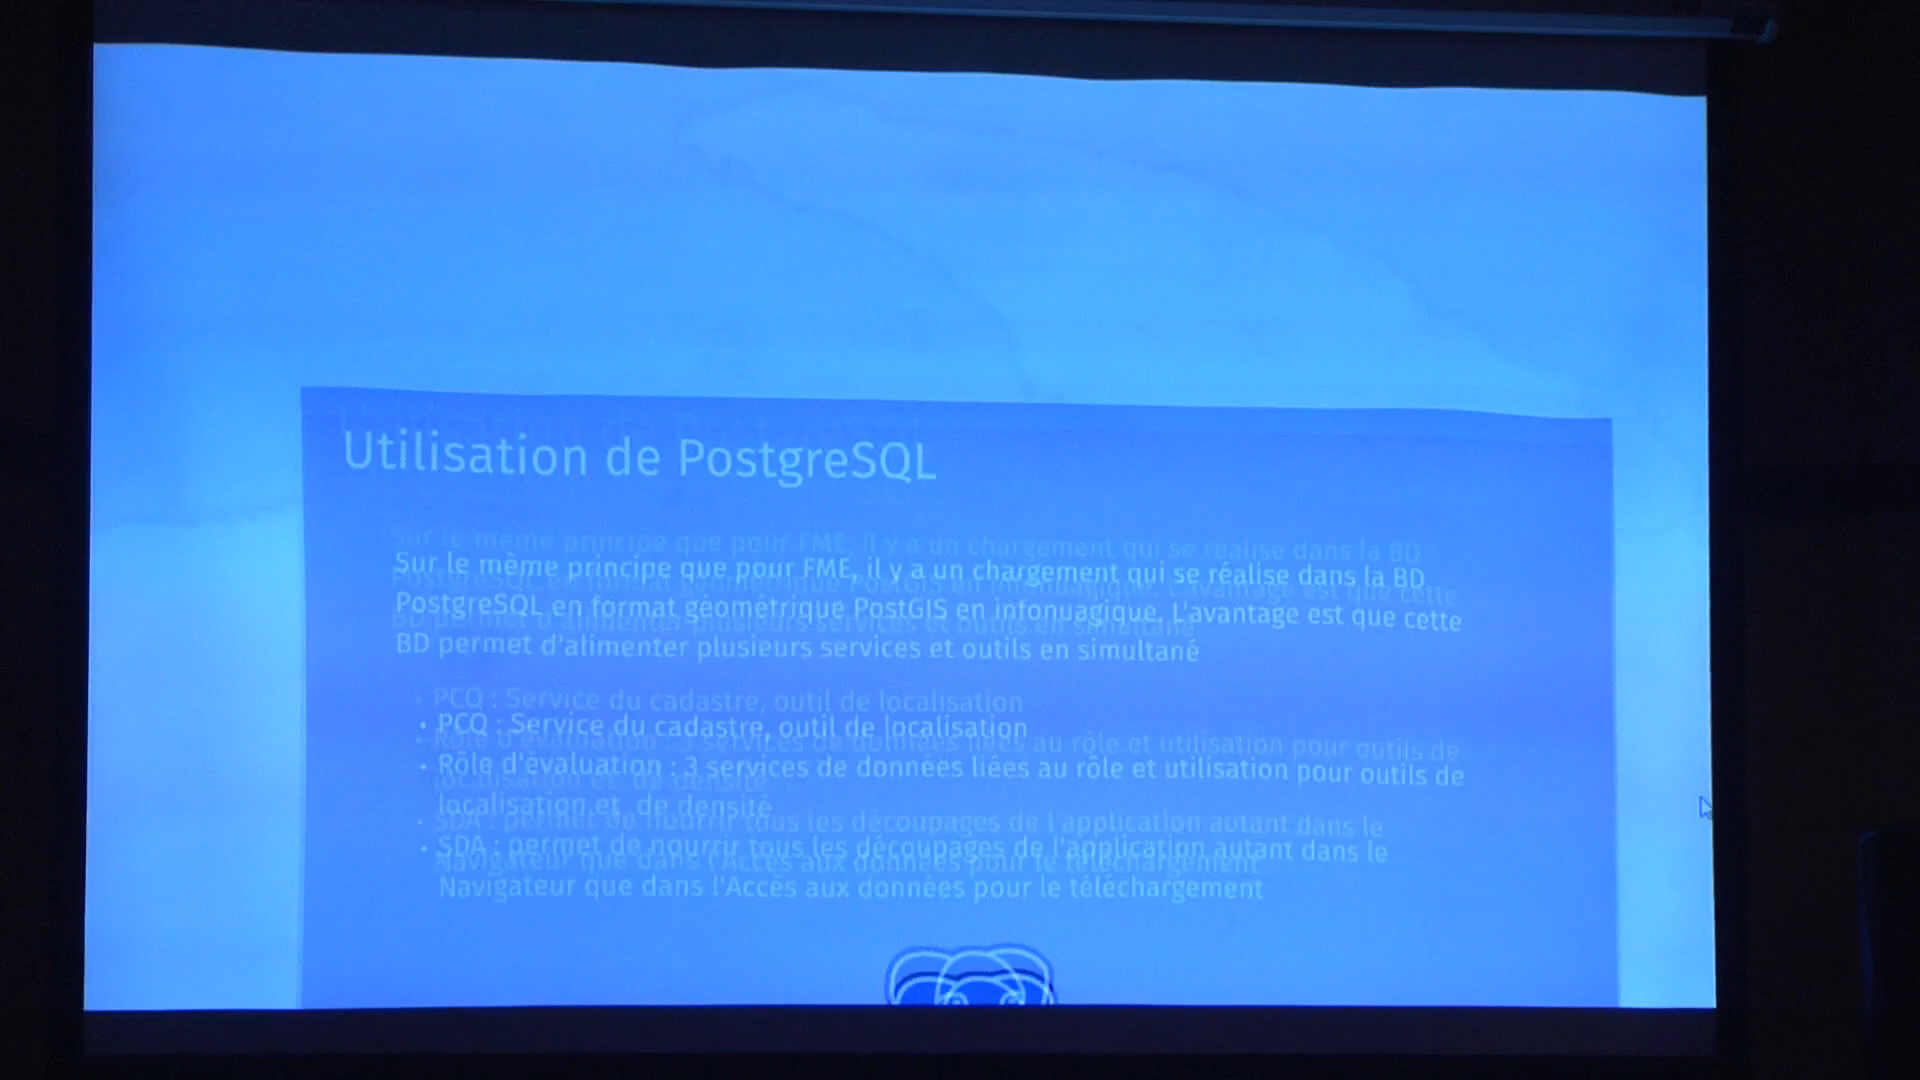 Utilisation de PostgreSQL
Sur le même principe que pour FME, il y a un chargement qui se réalise dans la BD
PostgreSQL en format géométrique PostGIS en infonuagique. L'avantage est que cette
BD permet d'alimenter plusieurs services et outils en simultané
• PCQ : Service du cadastre, outil de localisation
• Rôle d'évaluation : 3 services de données liées au rôle et utilisation pour outils de
localisation et de densité
• SDA : permet de nourrir tous les découpages de l'application autant dans le
Navigateur que dans l'Accès aux données pour le téléchargement